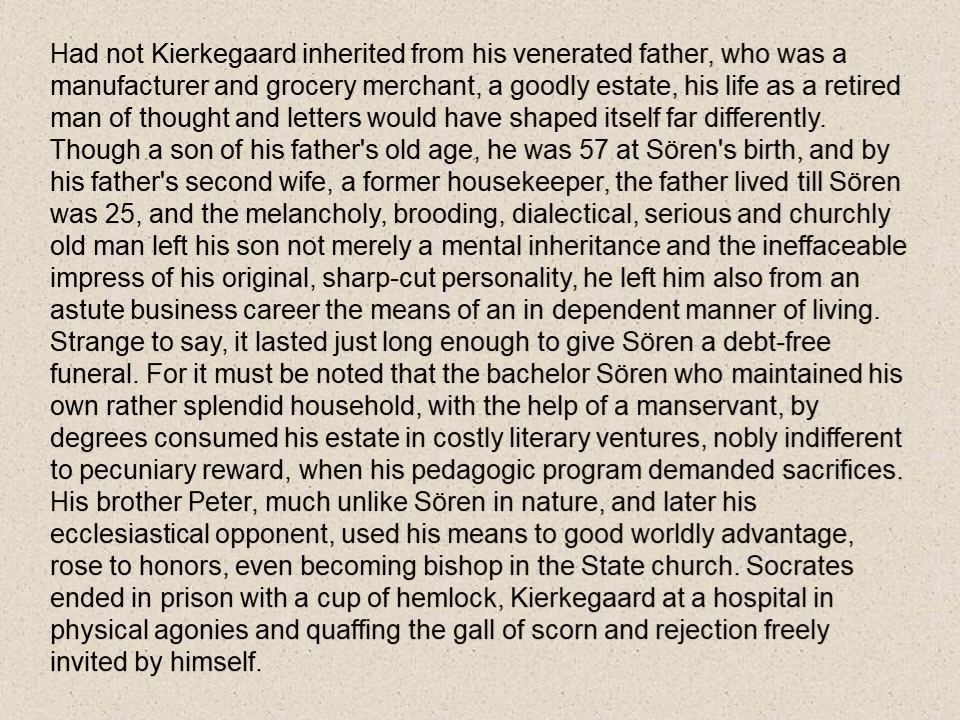 Had not Kierkegaard inherited from his venerated father, who was a
manufacturer and grocery merchant, a goodly estate, his life as a retired
man of thought and letters would have shaped itself far differently.
Though a son of his father's old age, he was 57 at Sören's birth, and by
his father's second wife, a former housekeeper, the father lived till Sören
was 25, and the melancholy, brooding, dialectical, serious and churchly
old man left his son not merely a mental inheritance and the ineffaceable
impress of his original, sharp-cut personality, he left him also from an
astute business career the means of an in dependent manner of living.
Strange to say, it lasted just long enough to give Sören a debt-free
funeral. For it must be noted that the bachelor Sören who maintained his
own rather splendid household, with the help of a manservant, by
degrees consumed his estate in costly literary ventures, nobly indifferent
to pecuniary reward, when his pedagogic program demanded sacrifices.
His brother Peter, much unlike Sören in nature, and later his
ecclesiastical opponent, used his means to good worldly advantage,
rose to honors, even becoming bishop in the State church. Socrates
ended in prison with a cup of hemlock, Kierkegaard at a hospital in
physical agonies and quaffing the gall of scorn and rejection freely
invited by himself.